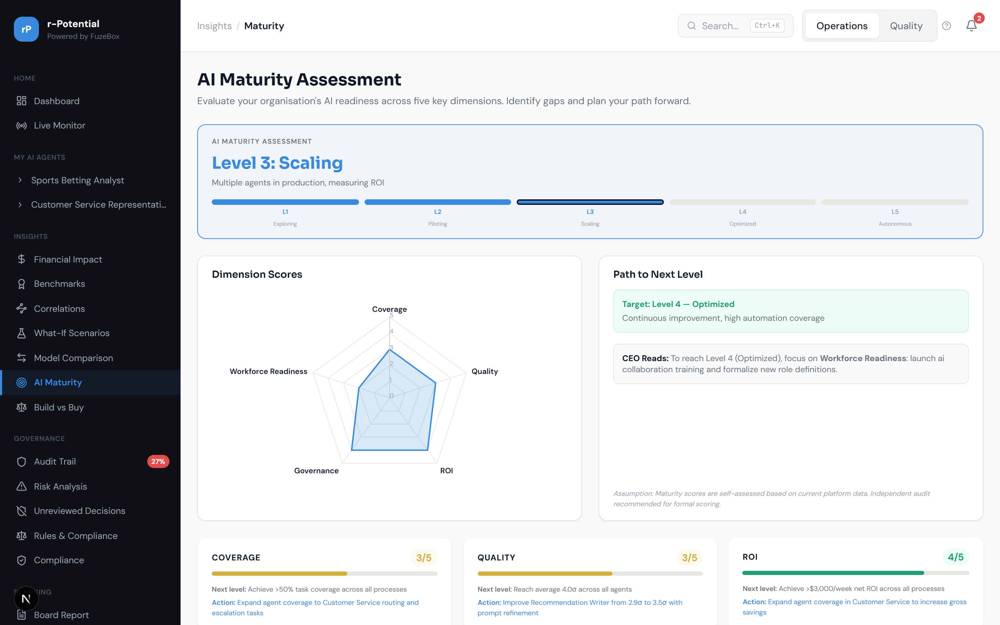 rP
r-Potential
Powered by FuzeBox
HOME
Dashboard
Live Monitor
MY AI AGENTS
Sports Betting Analyst
Customer Service Representati...
INSIGHTS
Financial Impact
Benchmarks
Correlations
What-If Scenarios
Model Comparison
AI Maturity
Build vs Buy
GOVERNANCE
Audit Trail
27%
Risk Analysis
Unreviewed Decisions
Rules & Compliance
Compliance
N
Board Report
Insights / Maturity
Search...
Ctrl+K
Operations
Quality
2
AI Maturity Assessment
Evaluate your organisation's AI readiness across five key dimensions. Identify gaps and plan your path forward.
AI MATURITY ASSESSMENT
Level 3: Scaling
Multiple agents in production, measuring ROI
L1
L2
L3
L4
L5
Exploring
Piloting
Scaling
Optimized
Autonomous
Dimension Scores
Coverage
5
4
3
2
1
0
Workforce Readiness
Quality
Governance
ROI
Path to Next Level
Target: Level 4 — Optimized
Continuous improvement, high automation coverage
CEO Reads: To reach Level 4 (Optimized), focus on Workforce Readiness: launch ai
collaboration training and formalize new role definitions.
Assumption: Maturity scores are self-assessed based on current platform data. Independent audit
recommended for formal scoring.
COVERAGE
3/5
Next level: Achieve >50% task coverage across all processes
Action: Expand agent coverage to Customer Service routing and
escalation tasks
QUALITY
3/5
Next level: Reach average 4.0σ across all agents
Action: Improve Recommendation Writer from 2.9σ to 3.5σ with
prompt refinement
ROI
4/5
Next level: Achieve >$3,000/week net ROI across all processes
Action: Expand agent coverage in Customer Service to increase gross
savings